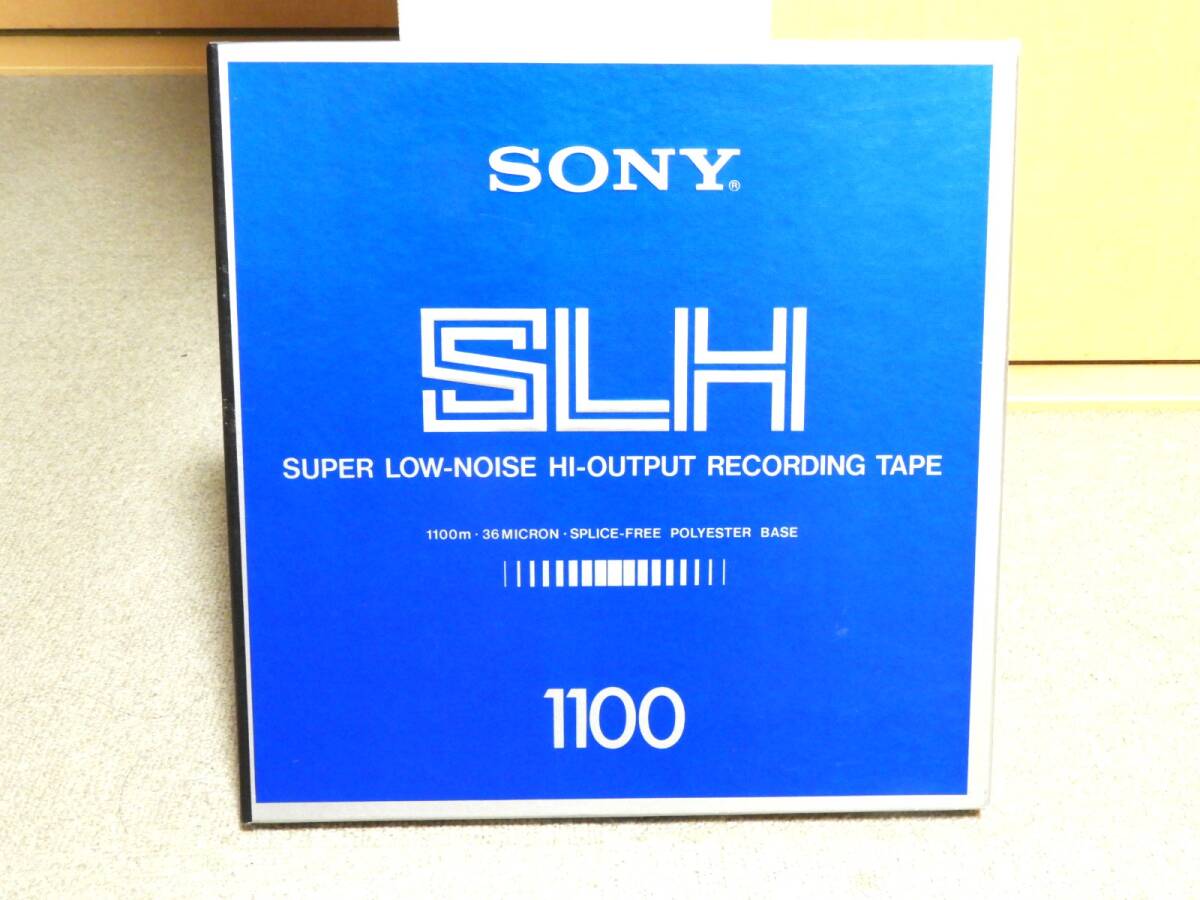 SONY®
SLH
SUPER LOW-NOISE HI-OUTPUT RECORDING TAPE
1100m · 36 MICRON · SPLICE-FREE POLYESTER BASE
1100